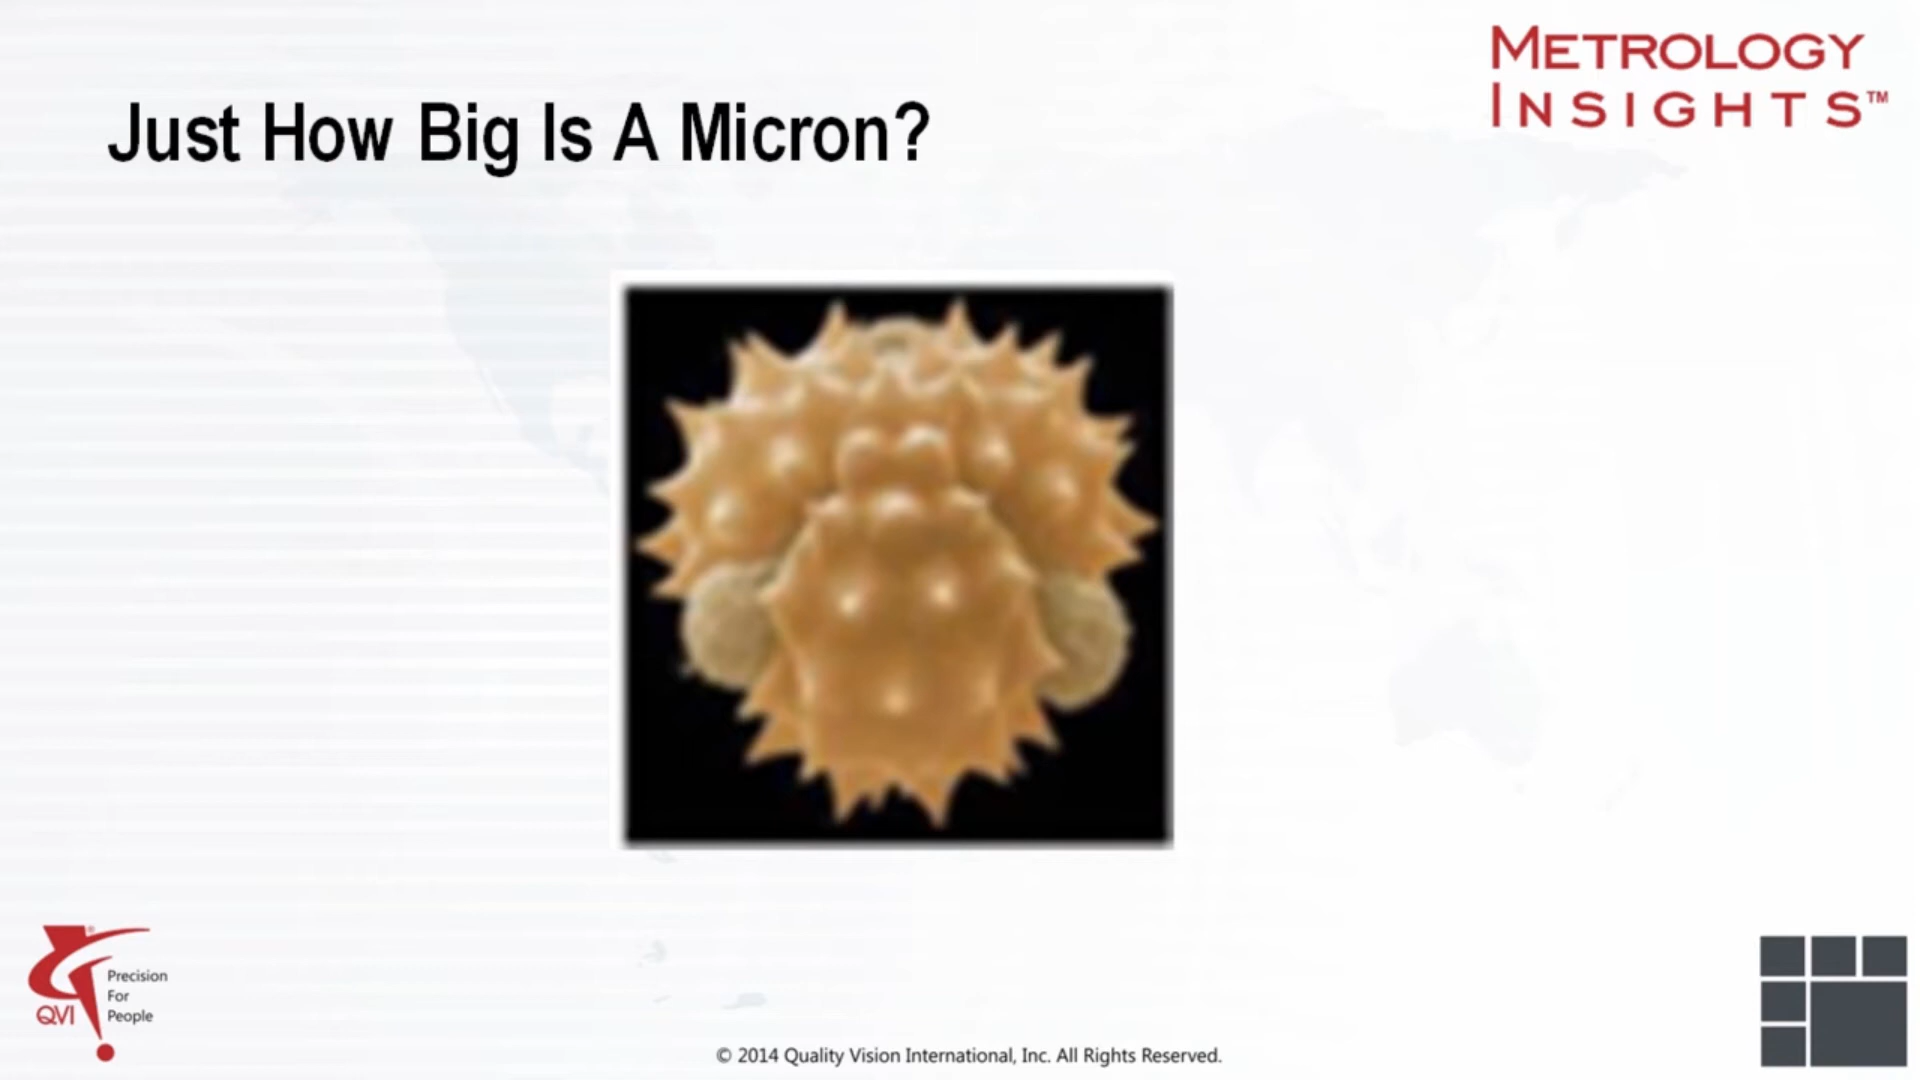 METROLOGY
INSIGHTS™
Just How Big Is A Micron?
®
Precision
For
People
QVI
© 2014 Quality Vision International, Inc. All Rights Reserved.